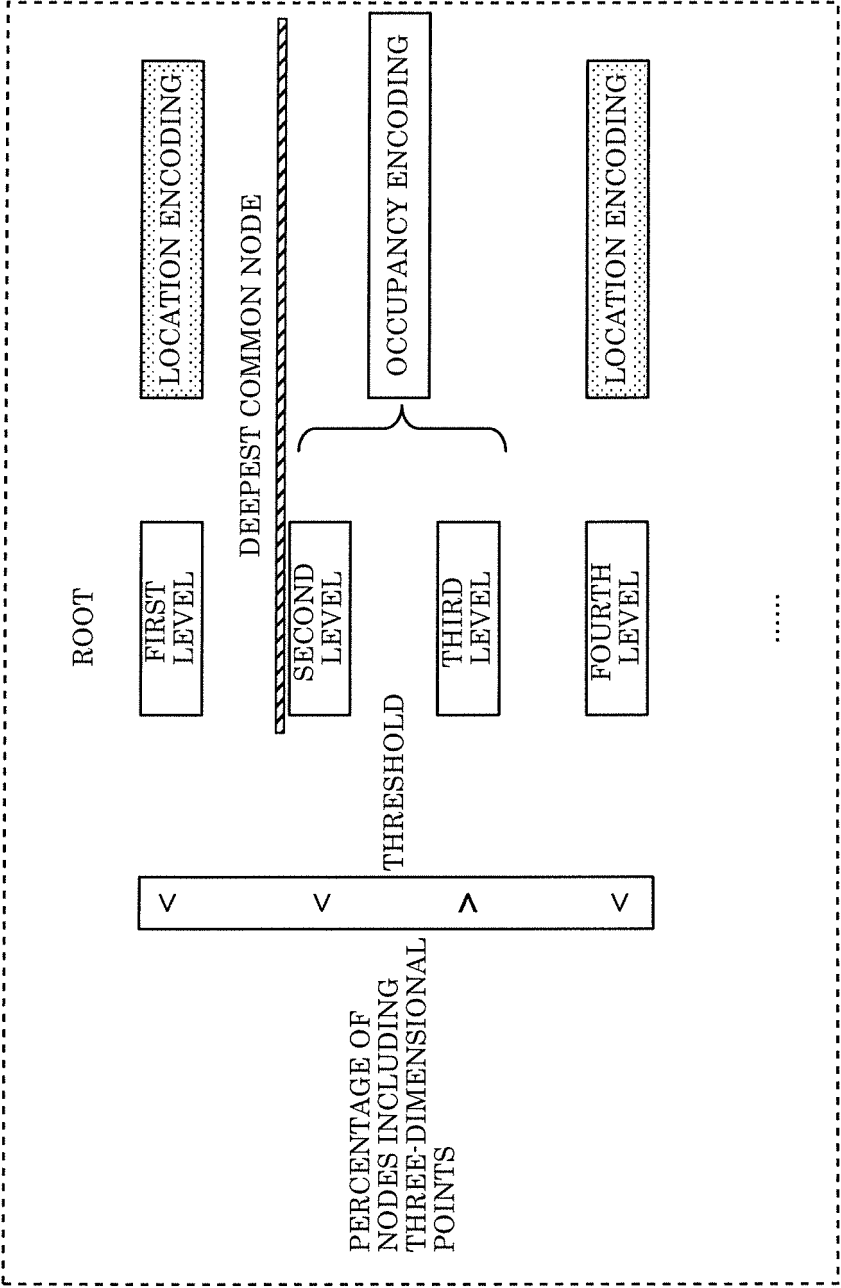 ROOT
FIRST
LEVEL
LOCATION ENCODING
DEEPEST COMMON NODE
PERCENTAGE OF
NODES INCLUDING
THREE-DIMENSIONAL
POINTS
<
<
>
<
THRESHOLD
SECOND
LEVEL
THIRD
LEVEL
OCCUPANCY ENCODING
FOURTH
LEVEL
LOCATION ENCODING
......